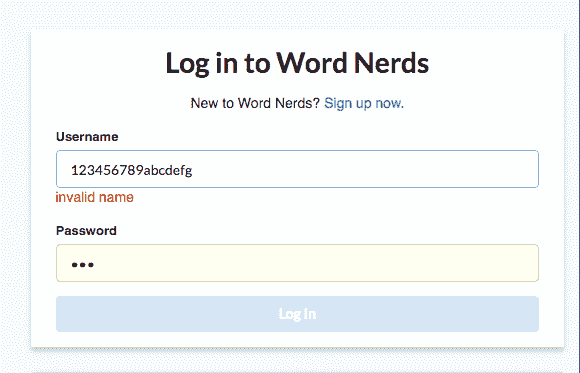 Log in to Word Nerds
New to Word Nerds? Sign up now.
Username
123456789abcdefg
invalid name
Password
•••
Log In